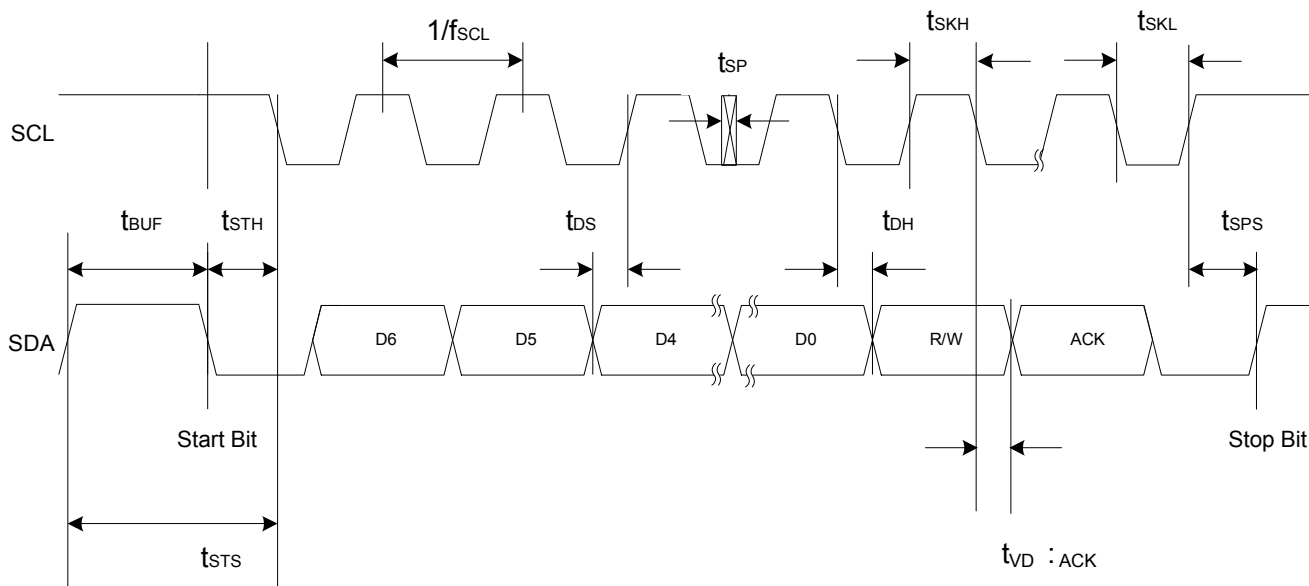 1/fSCL
tSKH
tSKL
tSP
SCL
tBUF
tSTH
tDS
tDH
tSPS
SDA
D6
D5
D4
D0
R/W
ACK
Start Bit
Stop Bit
tSTS
tVD :ACK